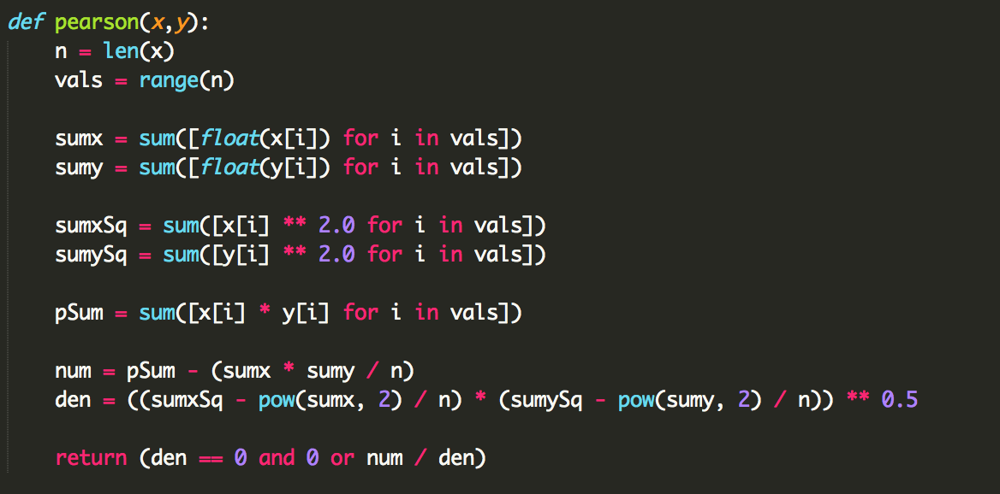 def pearson(x,y):
    n = len(x)
    vals = range(n)

    sumx = sum([float(x[i]) for i in vals])
    sumy = sum([float(y[i]) for i in vals])

    sumxSq = sum([x[i] ** 2.0 for i in vals])
    sumySq = sum([y[i] ** 2.0 for i in vals])

    pSum = sum([x[i] * y[i] for i in vals])

    num = pSum - (sumx * sumy / n)
    den = ((sumxSq - pow(sumx, 2) / n) * (sumySq - pow(sumy, 2) / n)) ** 0.5

    return (den == 0 and 0 or num / den)